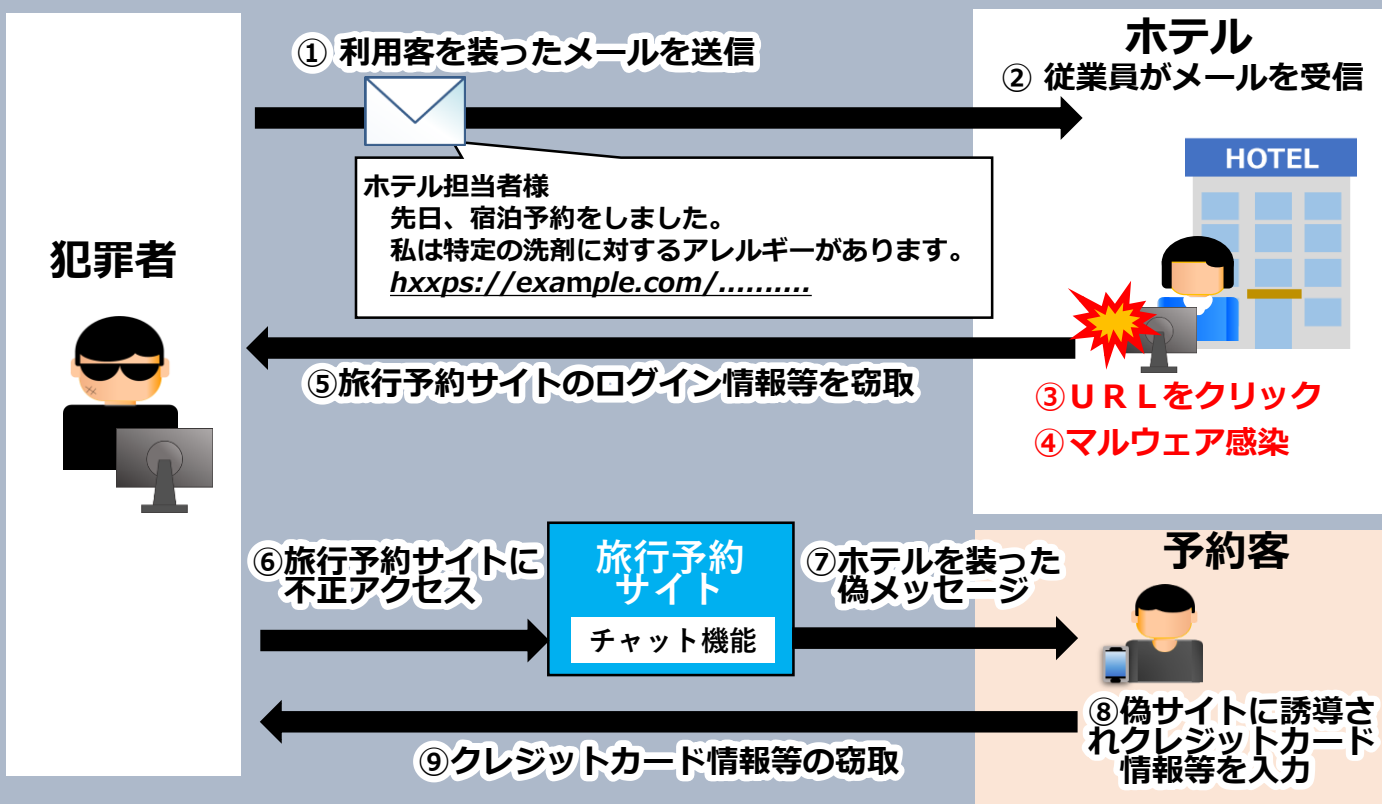 ① 利用客を装ったメールを送信
ホテル
② 従業員がメールを受信
HOTEL
ホテル担当者様
先日、宿泊予約をしました。
私は特定の洗剤に対するアレルギーがあります。
hxxps://example.com/..........
犯罪者
⑤旅行予約サイトのログイン情報等を窃取
③ＵＲＬをクリック
④マルウェア感染
⑥旅行予約サイトに
不正アクセス
旅行予約
サイト
チャット機能
⑦ホテルを装った
偽メッセージ
予約客
⑧偽サイトに誘導さ
れクレジットカード
情報等を入力
⑨クレジットカード情報等の窃取